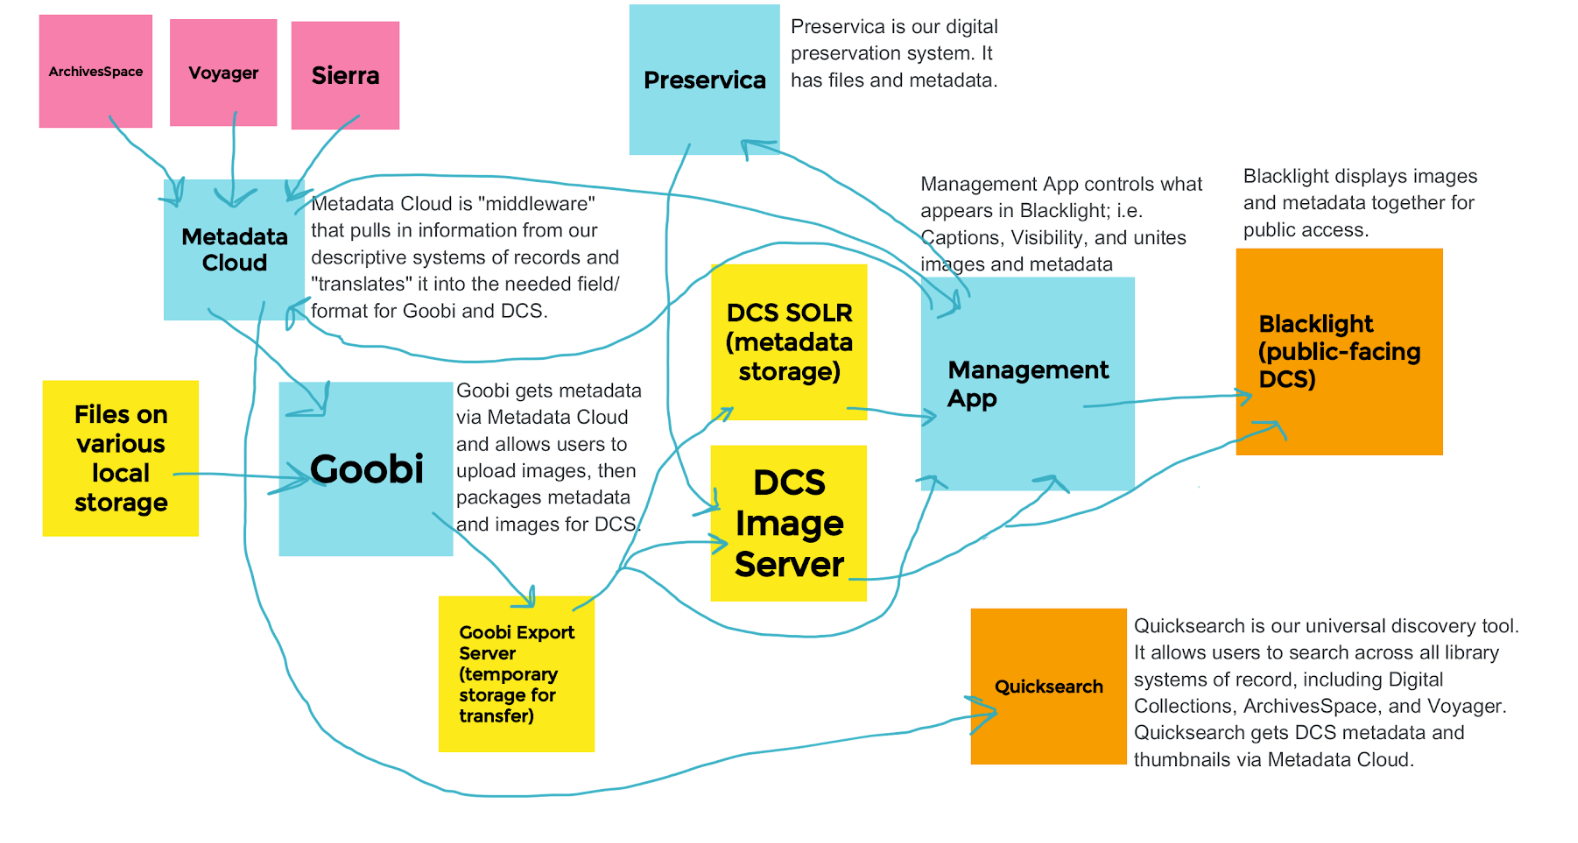 ArchivesSpace
Voyager
Sierra
Preservica
Preservica is our digital
preservation system. It
has files and metadata.
Metadata
Cloud
Metadata Cloud is "middleware"
that pulls in information from our
descriptive systems of records and
"translates" it into the needed field/
format for Goobi and DCS.
Management App controls what
appears in Blacklight; i.e.
Captions, Visibility, and unites
images and metadata
Blacklight displays images
and metadata together for
public access.
DCS SOLR
(metadata
storage)
Management
App
Blacklight
(public-facing
DCS)
Files on
various
local
storage
Goobi
Goobi gets metadata
via Metadata Cloud
and allows users to
upload images, then
packages metadata
and images for DCS.
DCS
Image
Server
Goobi Export
Server
(temporary
storage for
transfer)
Quicksearch
Quicksearch is our universal discovery tool.
It allows users to search across all library
systems of record, including Digital
Collections, ArchivesSpace, and Voyager.
Quicksearch gets DCS metadata and
thumbnails via Metadata Cloud.